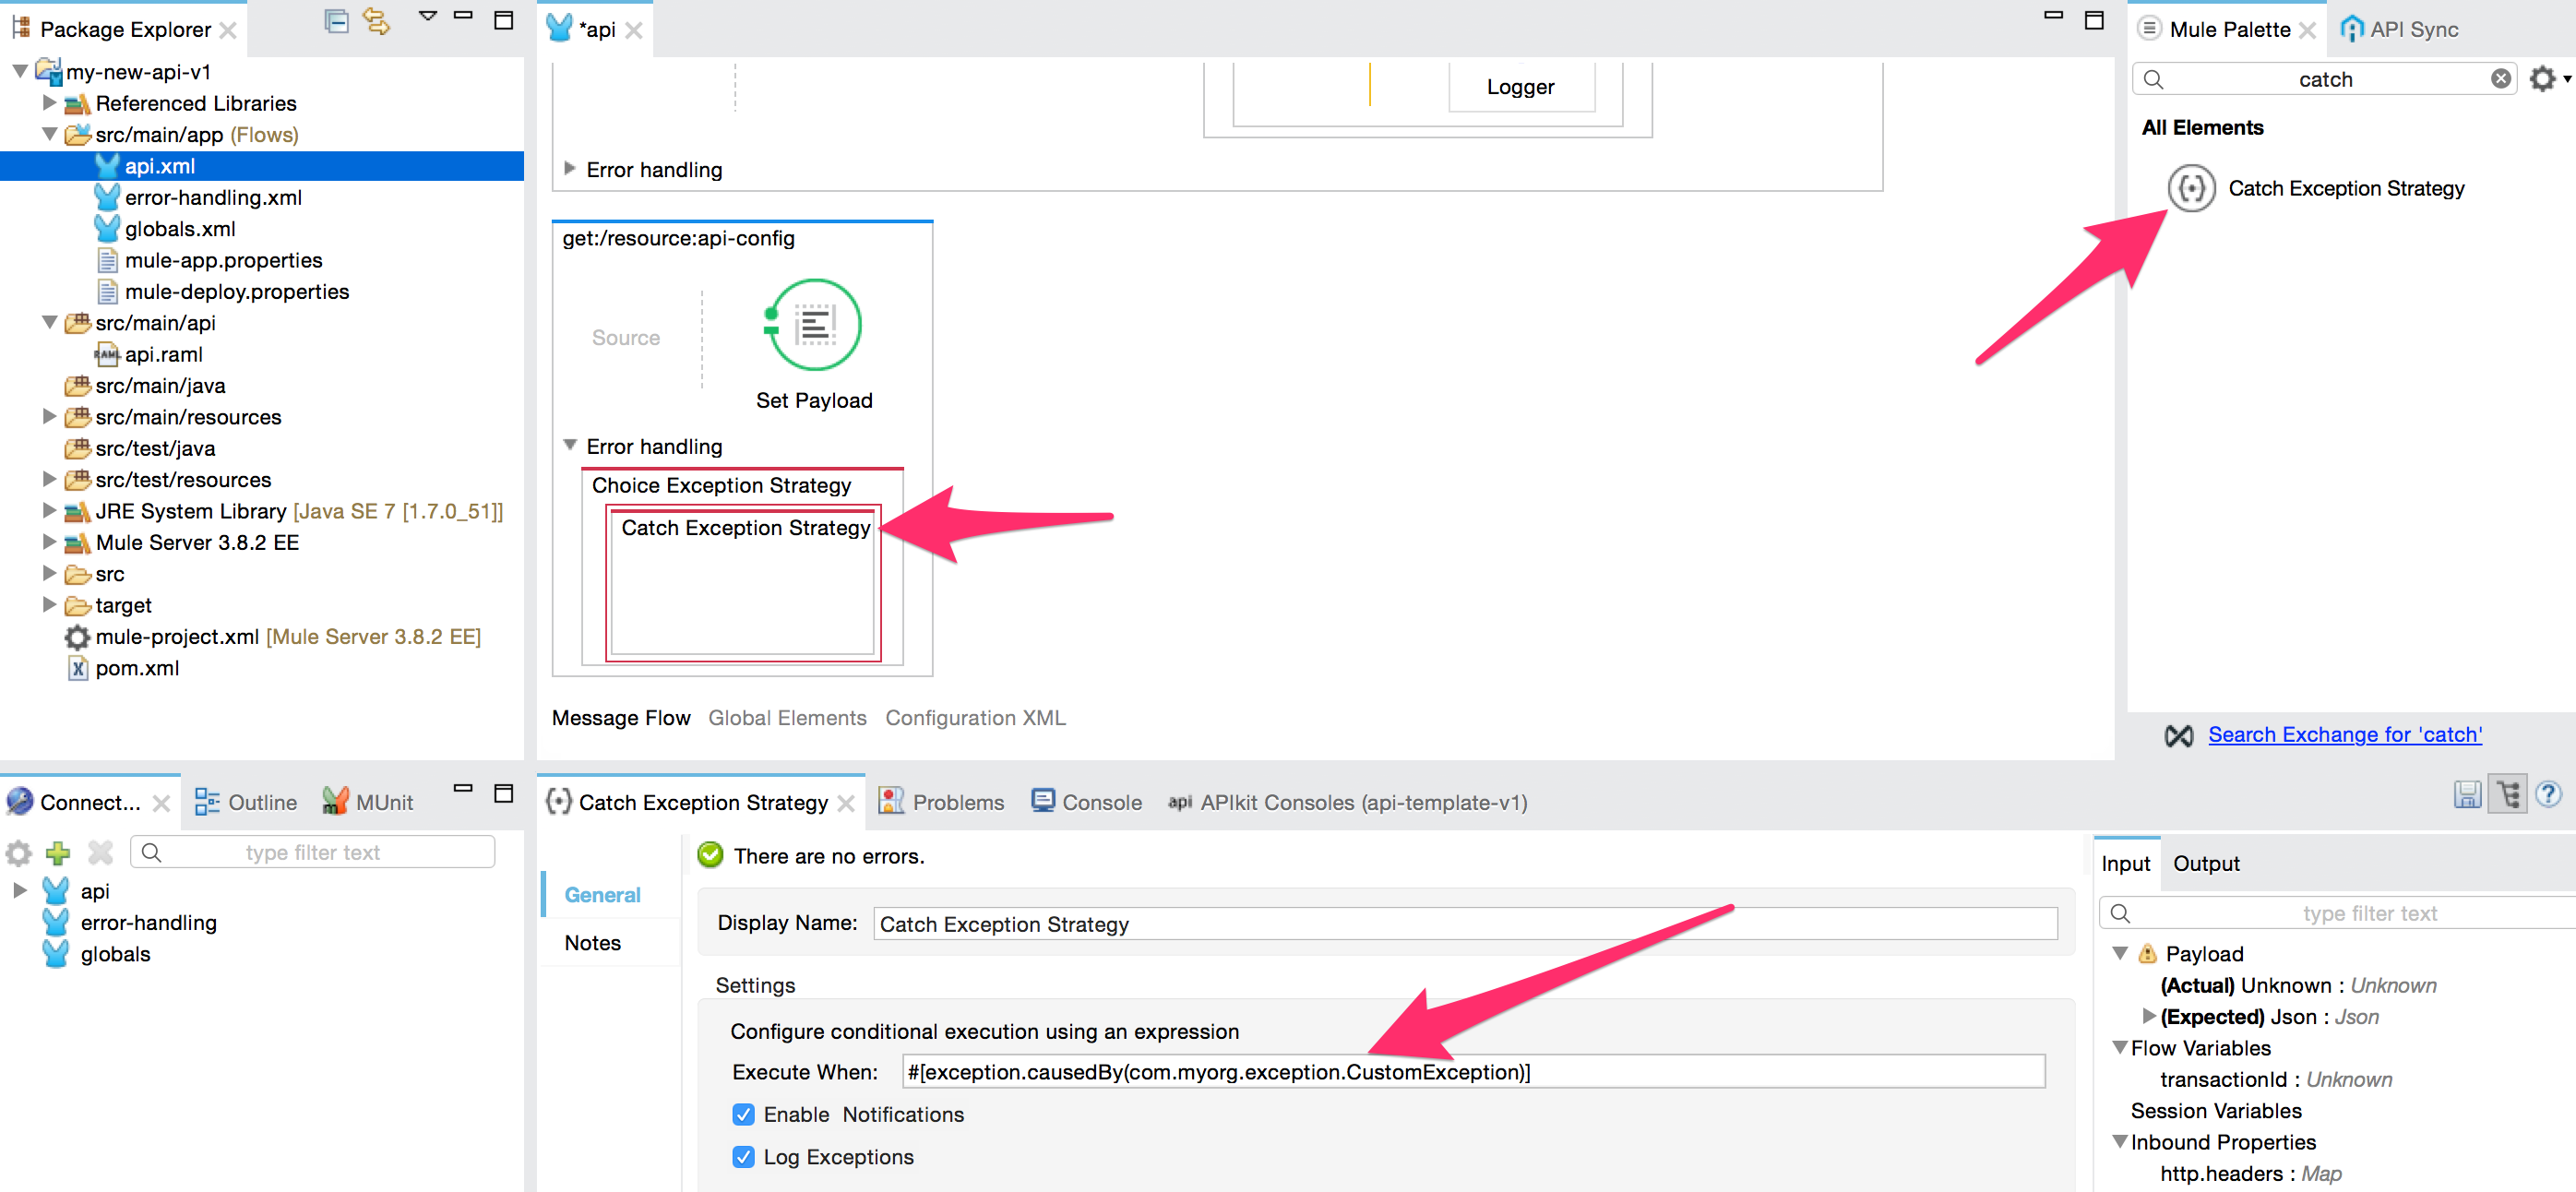 Package Explorer
my-new-api-v1
Referenced Libraries
src/main/app (Flows)
api.xml
error-handling.xml
globals.xml
mule-app.properties
mule-deploy.properties
src/main/api
RAML api.raml
src/main/java
src/main/resources
src/test/java
src/test/resources
JRE System Library [Java SE 7 [1.7.0_51]]
Mule Server 3.8.2 EE
src
target
mule-project.xml [Mule Server 3.8.2 EE]
X pom.xml
*api
Logger
Error handling
get:/resource:api-config
Source
Set Payload
Error handling
Choice Exception Strategy
Catch Exception Strategy
Message Flow Global Elements Configuration XML
Mule Palette API Sync
catch
All Elements
Catch Exception Strategy
Search Exchange for 'catch'
Connect... Outline MUnit
type filter text
api
error-handling
globals
Catch Exception Strategy Problems Console api APIkit Consoles (api-template-v1)
There are no errors.
General
Notes
Display Name: Catch Exception Strategy
Settings
Configure conditional execution using an expression
Execute When: #[exception.causedBy(com.myorg.exception.CustomException)]
Enable Notifications
Log Exceptions
Input Output
type filter text
Payload
(Actual) Unknown : Unknown
(Expected) Json : Json
Flow Variables
transactionId : Unknown
Session Variables
Inbound Properties
http.headers : Map